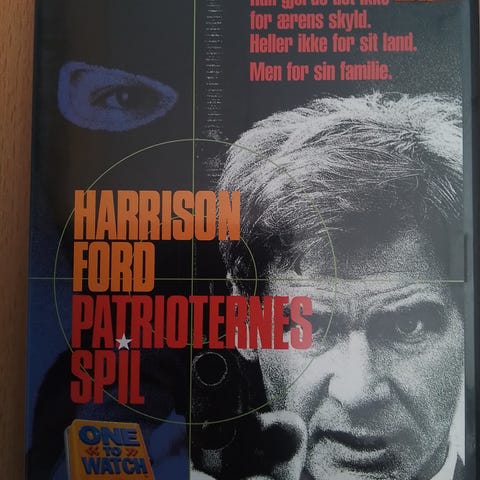 for ærens skyld.
Heller ikke for sit land.
Men for sin familie.
HARRISON
FORD
PATRIOTERNES
SPIL
ONE
TO
WATCH